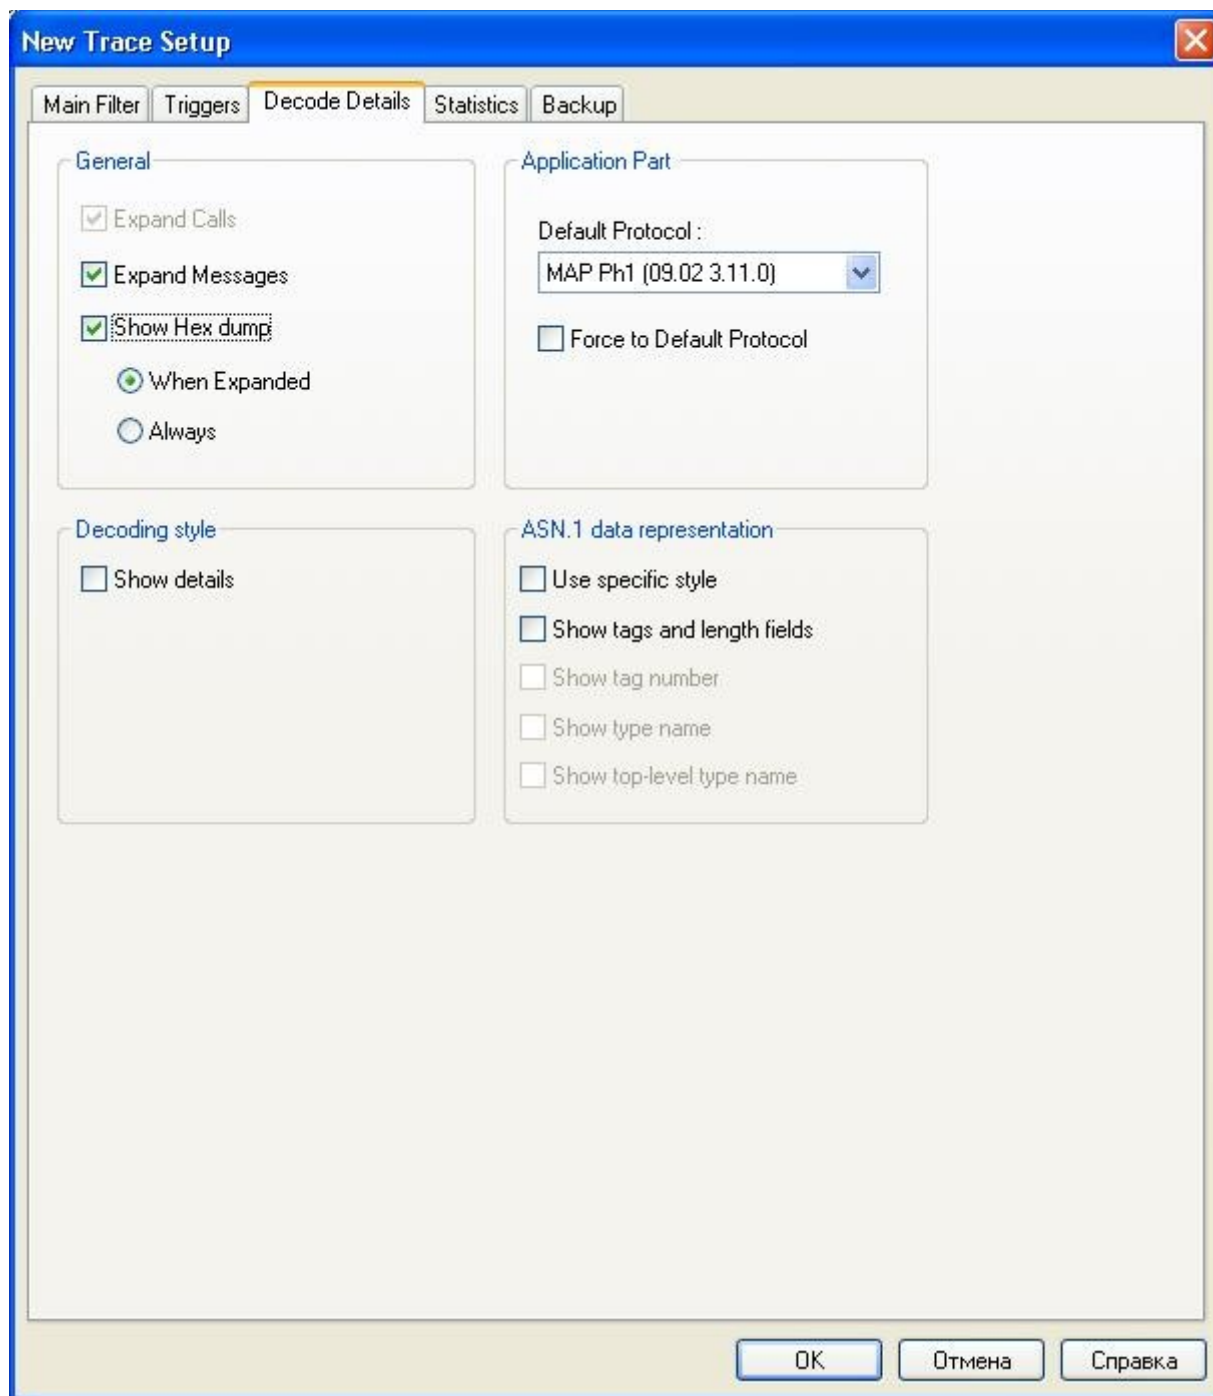 New Trace Setup
Main Filter Triggers Decode Details Statistics Backup
General
Expand Calls
Expand Messages
Show Hex dump
When Expanded
Always
Application Part
Default Protocol :
MAP Ph1 (09.02 3.11.0)
Force to Default Protocol
Decoding style
Show details
ASN.1 data representation
Use specific style
Show tags and length fields
Show tag number
Show type name
Show top-level type name
OK Отмена Справка